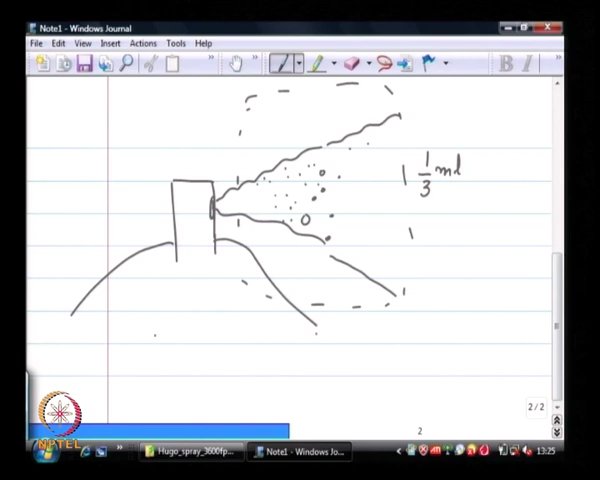 Note1 - Windows Journal
File Edit View Insert Actions Tools Help
B I
1 1/3 ml
2 / 2
2
NPTEL
Hugo_spray_3600fp...
Note1 - Windows Jo...
13:25